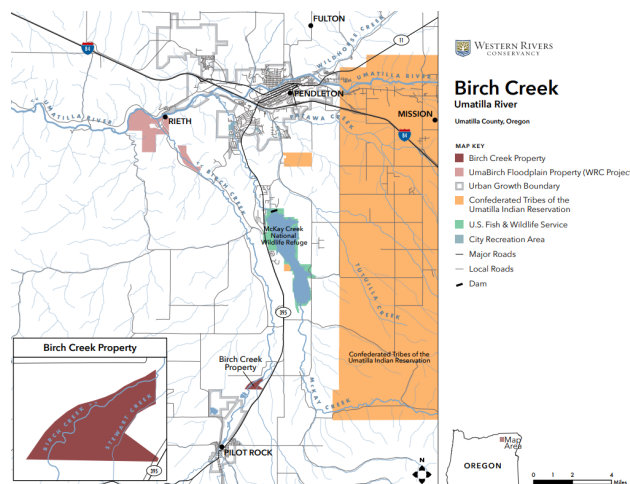 FULTON
WILDHORSE CREEK
11
84
UMATILLA RIVER
PENDLETON
UMATILLA RIVER
MISSION
RIETH
84
BIRCH CREEK
McKay Creek
National
Wildlife Refuge
TUTUILLA CREEK
395
Confederated Tribes of the
Umatilla Indian Reservation
Birch Creek
Property
McKAY CREEK
PILOT ROCK
N
Birch Creek Property
BIRCH CREEK
STEWART CREEK
395
WESTERN RIVERS
CONSERVANCY
Birch Creek
Umatilla River
Umatilla County, Oregon
MAP KEY
Birch Creek Property
UmaBirch Floodplain Property (WRC Projec
Urban Growth Boundary
Confederated Tribes of the
Umatilla Indian Reservation
U.S. Fish & Wildlife Service
City Recreation Area
Major Roads
Local Roads
Dam
Map
Area
OREGON
0 1 2 4
Miles